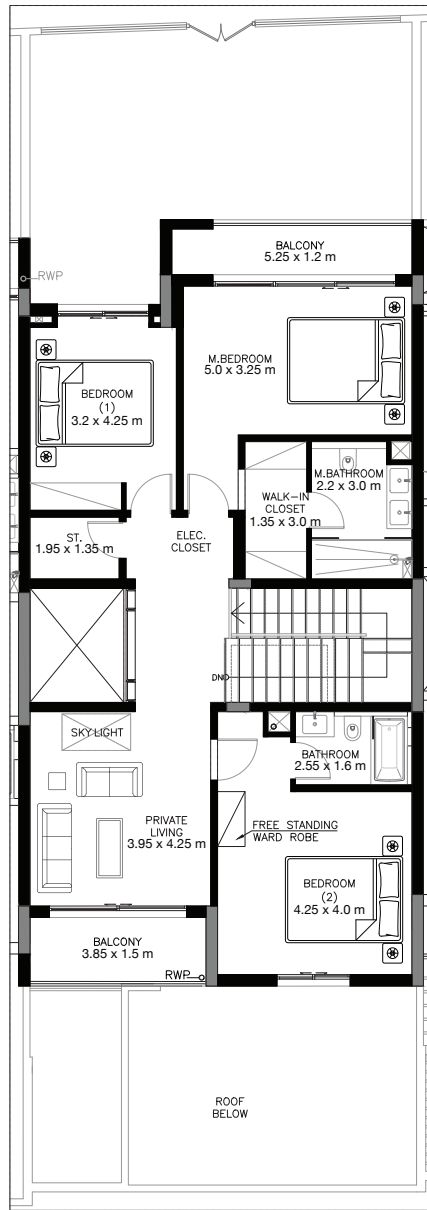 BALCONY
5.25 x 1.2 m
RWP
M.BEDROOM
5.0 x 3.25 m
BEDROOM
(1)
3.2 x 4.25 m
M.BATHROOM
2.2 x 3.0 m
WALK-IN
CLOSET
1.35 x 3.0 m
ST.
1.95 x 1.35 m
ELEC.
CLOSET
DN
SKY LIGHT
BATHROOM
2.55 x 1.6 m
PRIVATE
LIVING
3.95 x 4.25 m
FREE STANDING
WARD ROBE
BEDROOM
(2)
4.25 x 4.0 m
BALCONY
3.85 x 1.5 m
RWP
ROOF
BELOW